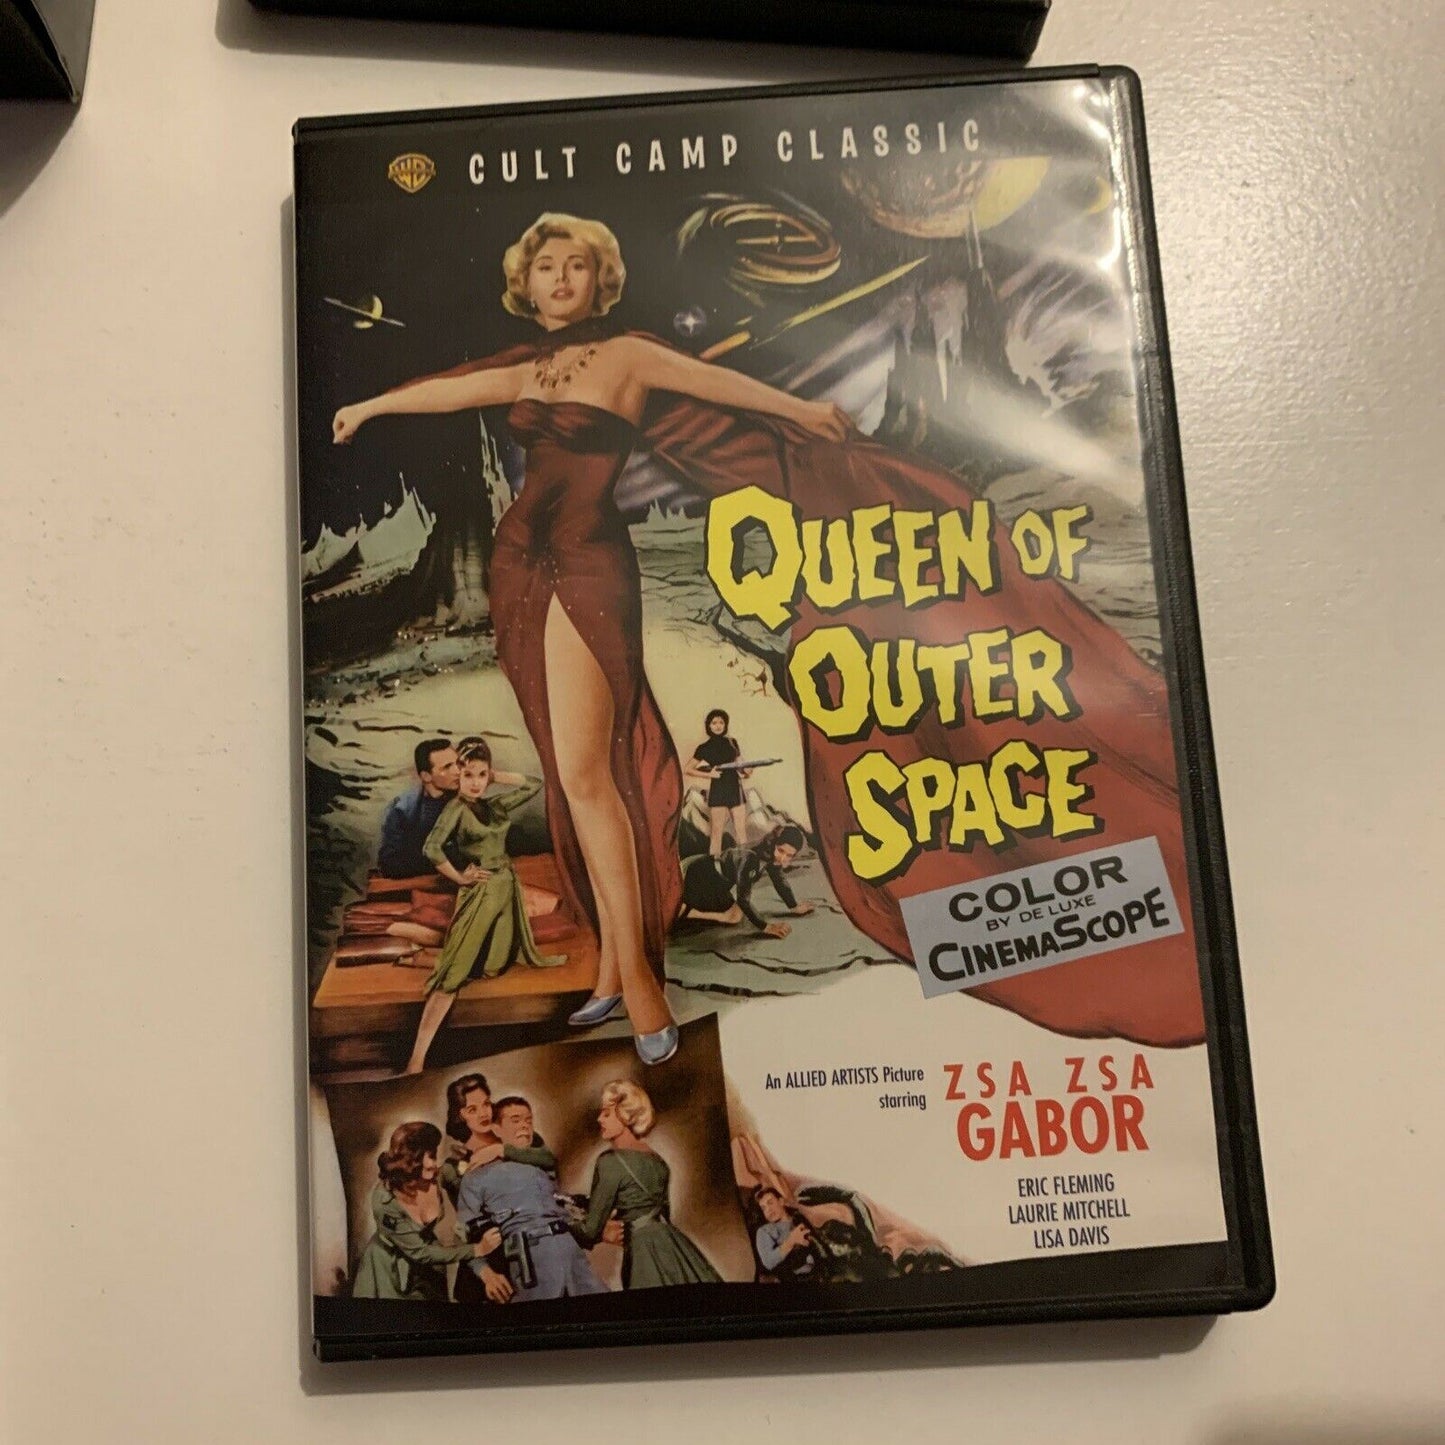 WB CULT CAMP CLASSIC
QUEEN OF
OUTER
SPACE
COLOR
BY DE LUXE
CINEMASCOPE
An ALLIED ARTISTS Picture
starring
ZSA ZSA
GABOR
ERIC FLEMING
LAURIE MITCHELL
LISA DAVIS